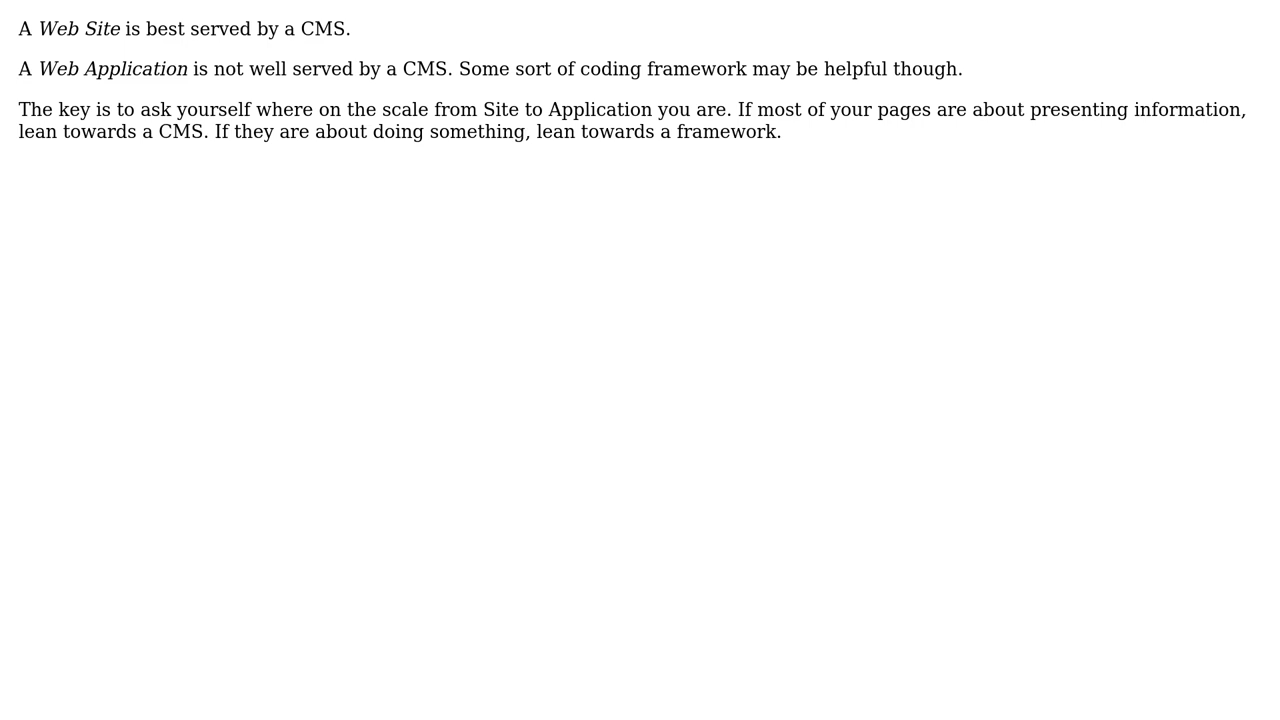 A Web Site is best served by a CMS.
A Web Application is not well served by a CMS. Some sort of coding framework may be helpful though.
The key is to ask yourself where on the scale from Site to Application you are. If most of your pages are about presenting information,
lean towards a CMS. If they are about doing something, lean towards a framework.